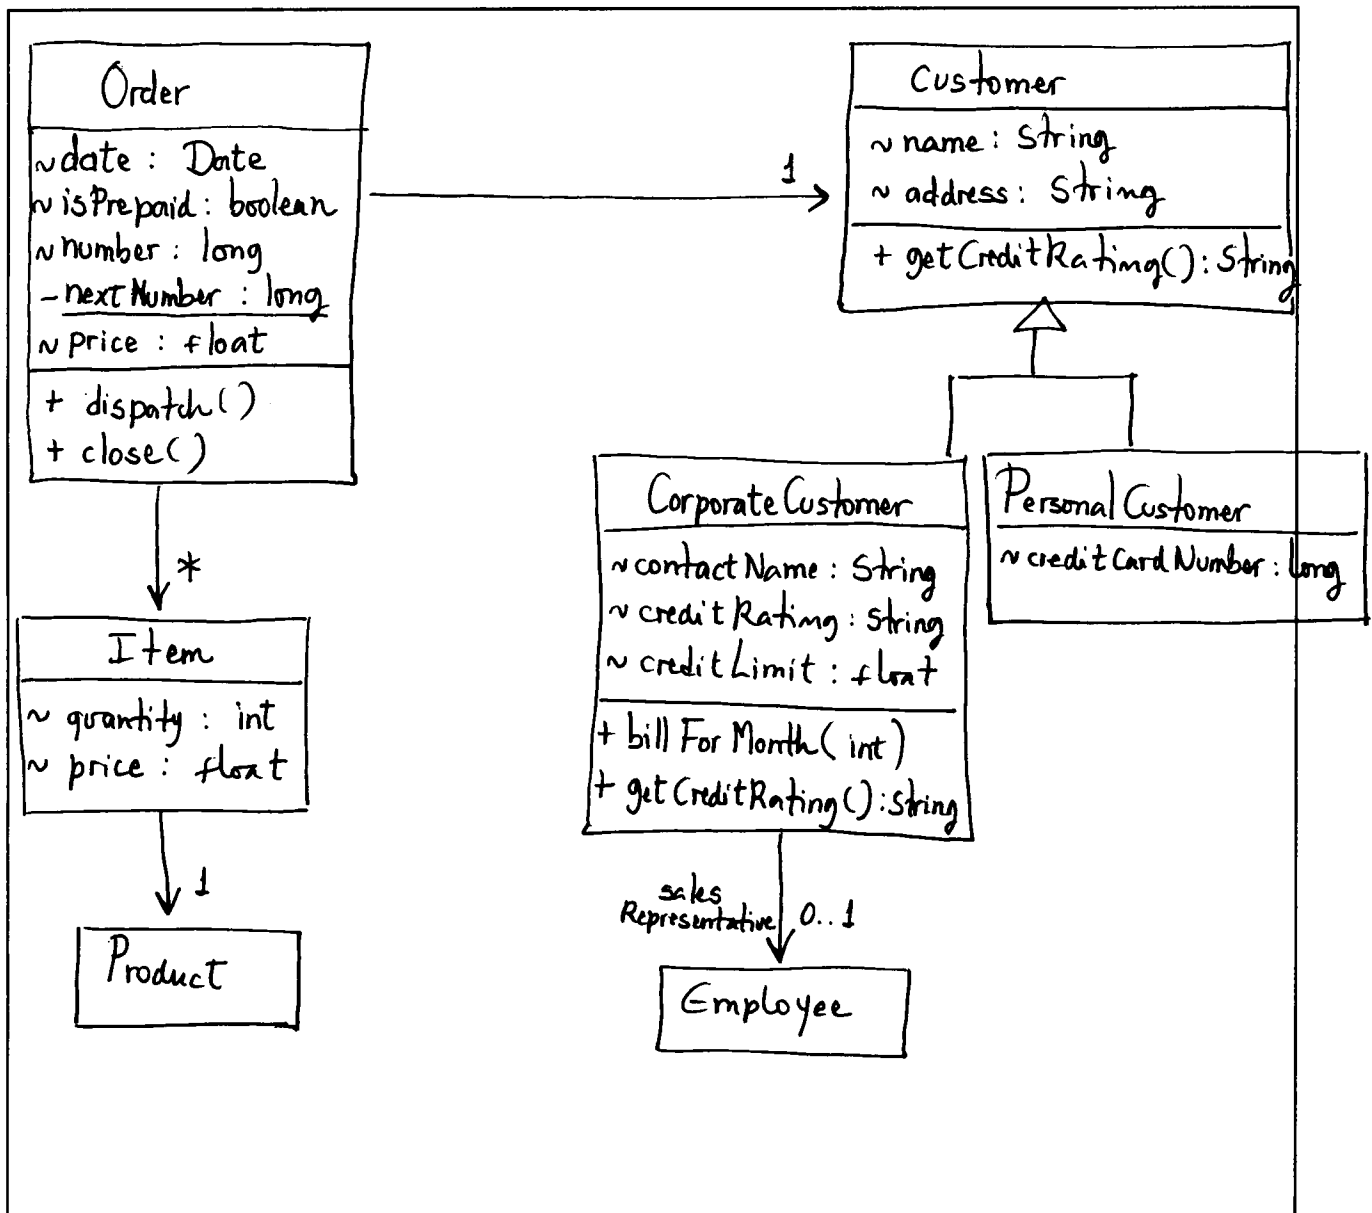 Order
~ date : Date
~ isPrepaid : boolean
~ number : long
- nextNumber : long
~ price : float
+ dispatch()
+ close()
1
Customer
~ name : String
~ address : String
+ getCreditRating() : String
*
Item
~ quantity : int
~ price : float
1
Product
CorporateCustomer
~ contactName : String
~ creditRating : String
~ creditLimit : float
+ billForMonth(int)
+ getCreditRating() : String
sales
Representative
0..1
Employee
PersonalCustomer
~ creditCardNumber : long